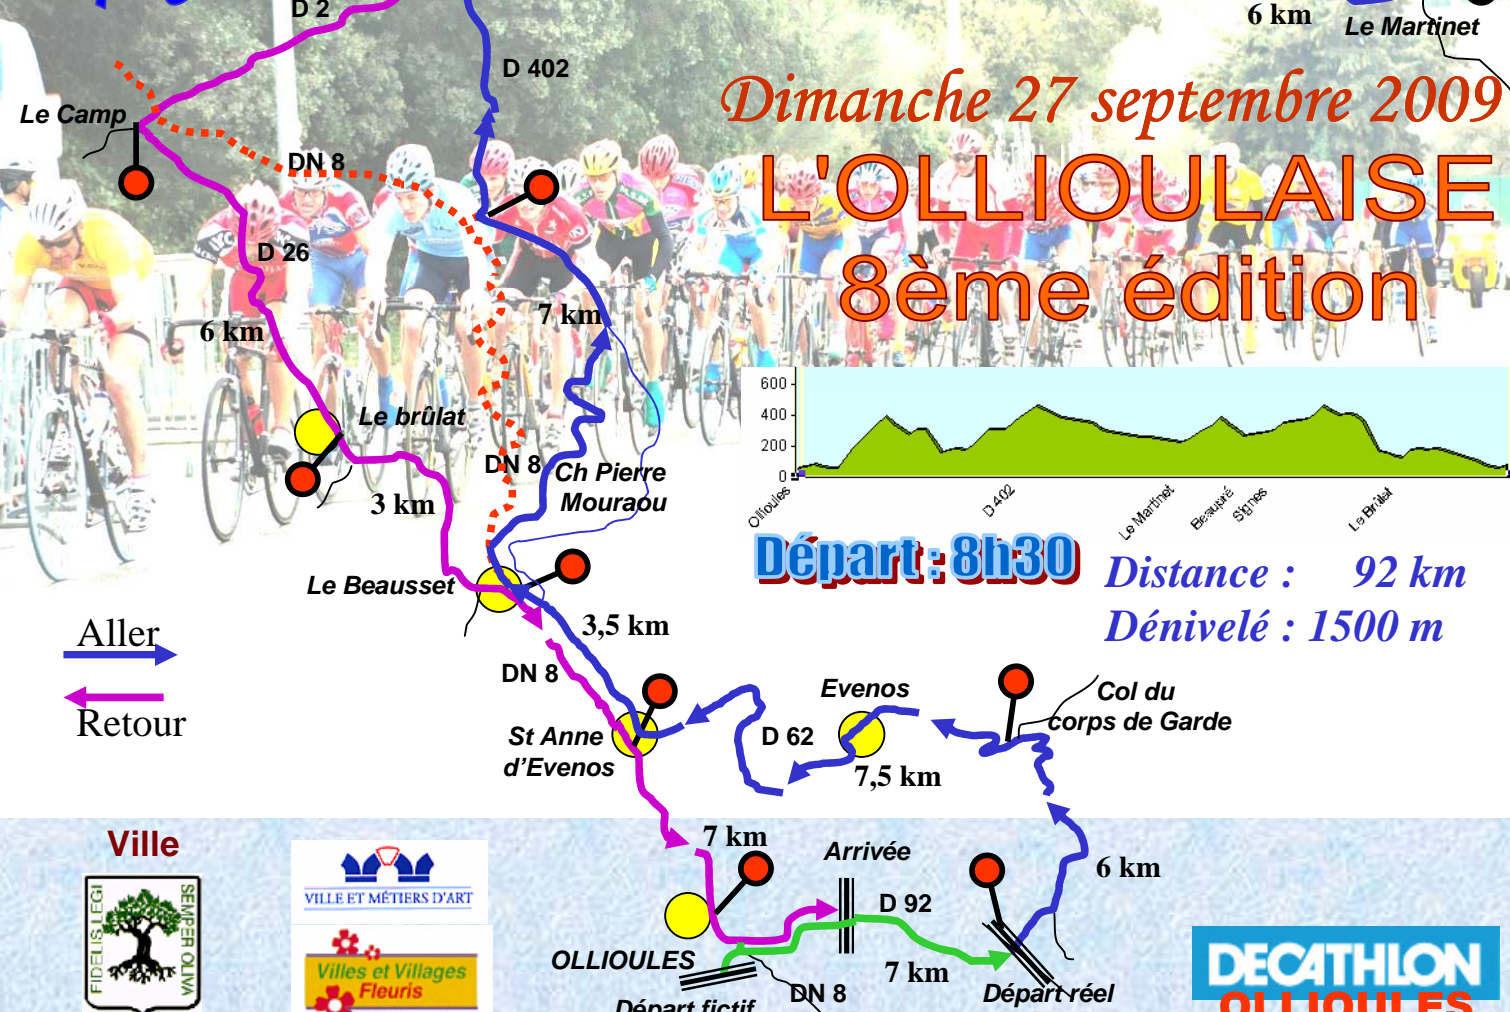 D 2
6 km
Le Martinet
D 402
Dimanche 27 septembre 2009
Le Camp
DN 8
L'OLLIOULAISE
8ème édition
D 26
6 km
7 km
600
400
200
0
Le brûlat
DN 8
Ch Pierre
Mouraou
3 km
Ollioules
D 402
Le Martinet
Beaupré
Signes
Le Brûlat
Départ : 8h30
Distance : 92 km
Dénivelé : 1500 m
Le Beausset
3,5 km
Aller
DN 8
Retour
Evenos
Col du
corps de Garde
St Anne
d'Evenos
D 62
7,5 km
Ville
7 km
Arrivée
6 km
VILLE ET MÉTIERS D'ART
FIDELIS LEGI
SEMPER OLIVA
D 92
Villes et Villages
Fleuris
OLLIOULES
7 km
DECATHLON
OLLIOULES
Départ fictif
DN 8
Départ réel